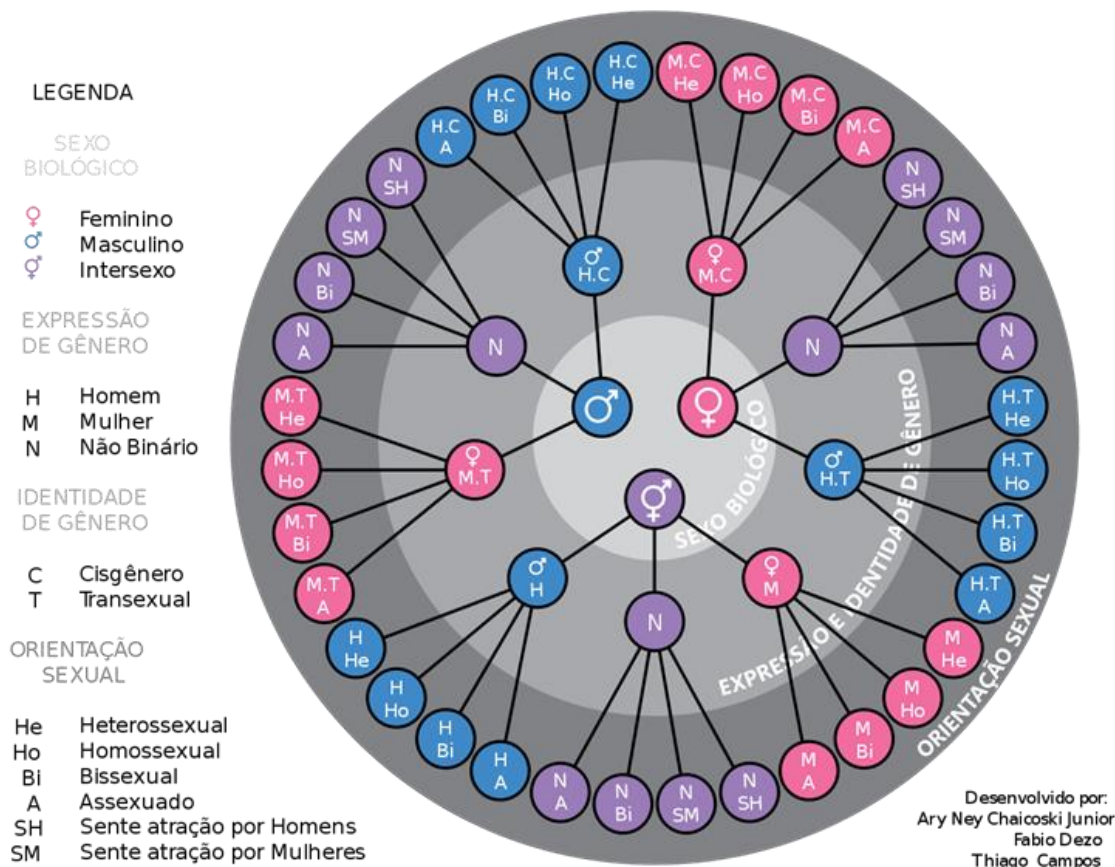 LEGENDA
SEXO
BIOLÓGICO
♀ Feminino
♂ Masculino
⚥ Intersexo
EXPRESSÃO
DE GÊNERO
H Homem
M Mulher
N Não Binário
IDENTIDADE
DE GÊNERO
C Cisgênero
T Transexual
ORIENTAÇÃO
SEXUAL
He Heterossexual
Ho Homossexual
Bi Bissexual
A Assexuado
SH Sente atração por Homens
SM Sente atração por Mulheres
SEXO BIOLÓGICO
EXPRESSÃO E IDENTIDADE DE GÊNERO
ORIENTAÇÃO SEXUAL
♂
♂
H.C
H.C
A
H.C
Bi
H.C
Ho
H.C
He
N
N
SH
N
SM
N
Bi
N
A
♀
M.T
M.T
He
M.T
Ho
M.T
Bi
M.T
A
♀
♀
M.C
M.C
He
M.C
Ho
M.C
Bi
M.C
A
N
N
SH
N
SM
N
Bi
N
A
♂
H.T
H.T
He
H.T
Ho
H.T
Bi
H.T
A
⚥
♂
H
H
He
H
Ho
H
Bi
H
A
N
N
A
N
Bi
N
SM
N
SH
♀
M
M
A
M
Bi
M
Ho
M
He
Desenvolvido por:
Ary Ney Chaicoski Junior
Fabio Dezo
Thiago Campos